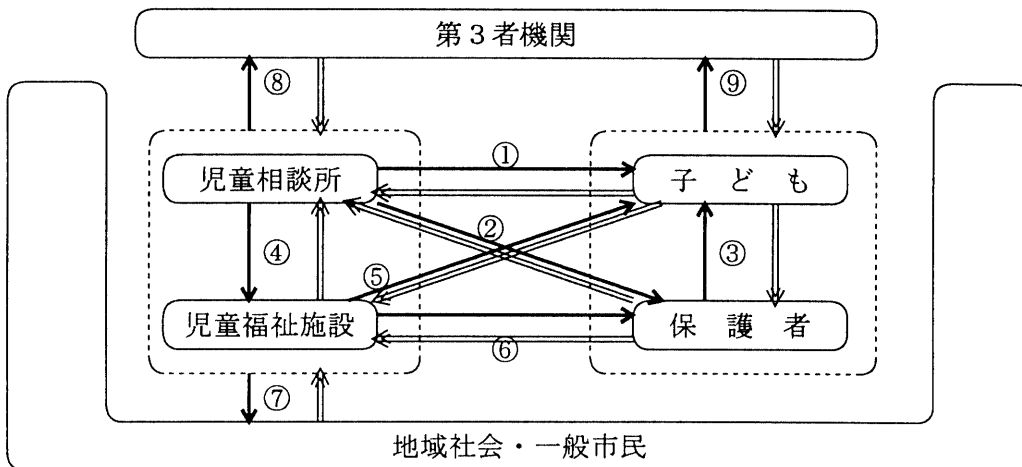 第３者機関
⑧
⑨
児童相談所
①
子ども
④
②
⑤
③
児童福祉施設
保護者
⑥
⑦
地域社会・一般市民